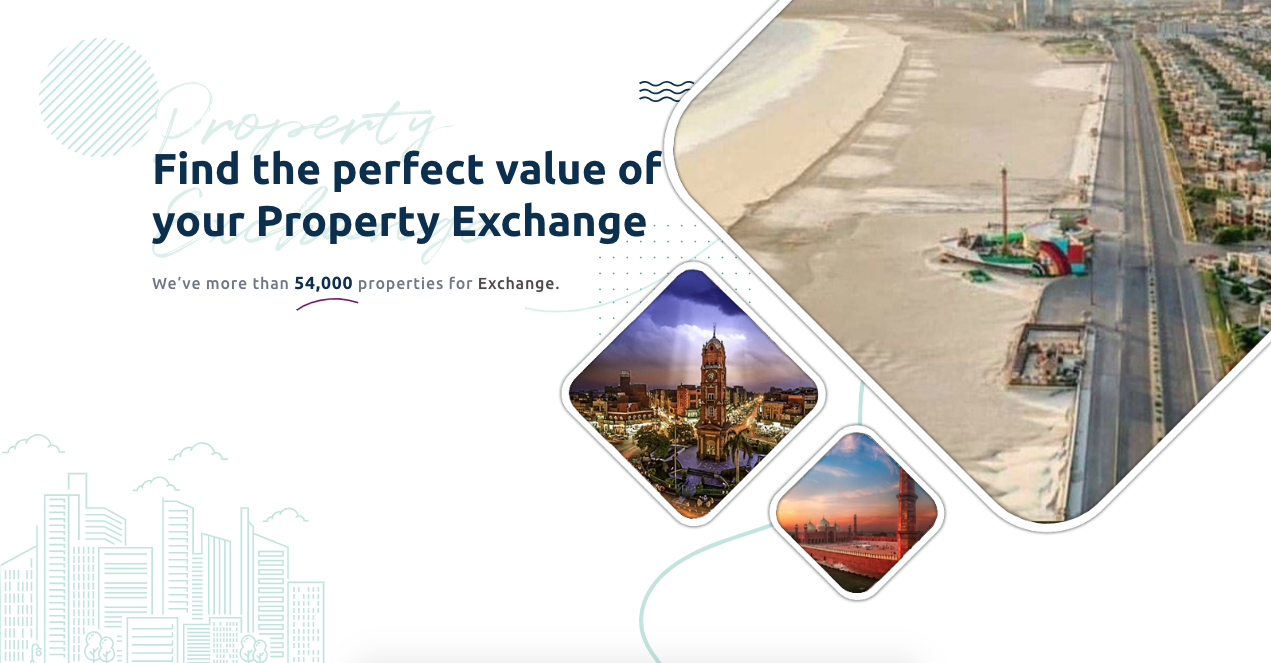 Property
Exchange
Find the perfect value of
your Property Exchange
We've more than 54,000 properties for Exchange.